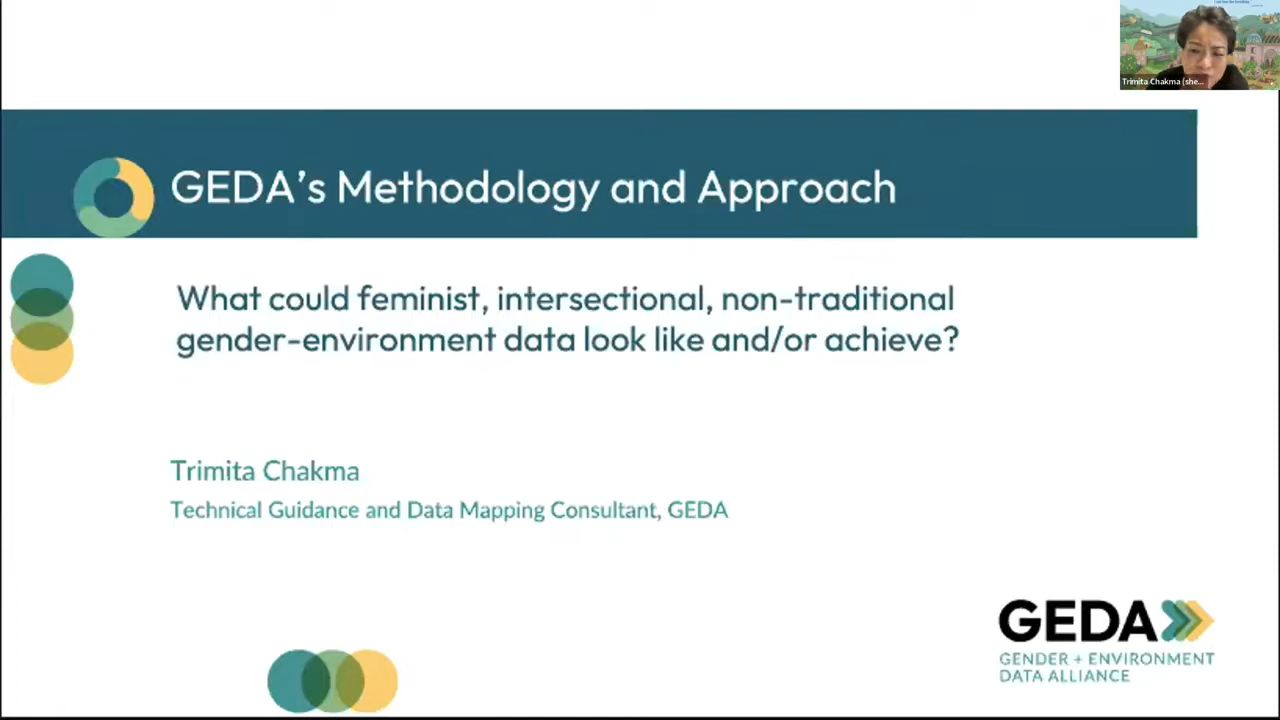 Trimita Chakma (she...
GEDA's Methodology and Approach
What could feminist, intersectional, non-traditional
gender-environment data look like and/or achieve?
Trimita Chakma
Technical Guidance and Data Mapping Consultant, GEDA
GEDA
GENDER + ENVIRONMENT
DATA ALLIANCE